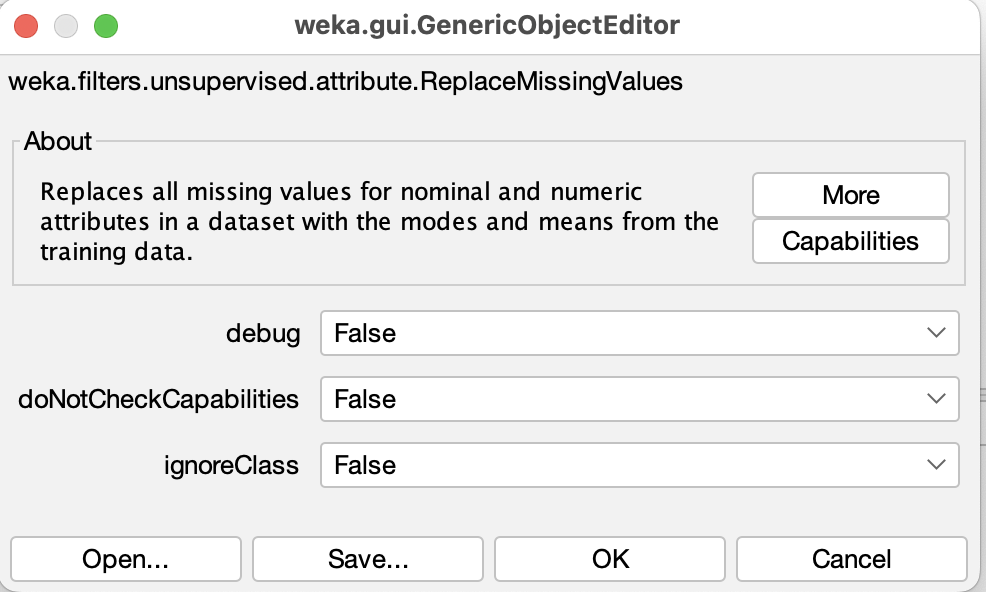 weka.gui.GenericObjectEditor
weka.filters.unsupervised.attribute.ReplaceMissingValues
About
Replaces all missing values for nominal and numeric
attributes in a dataset with the modes and means from the
training data.
More
Capabilities
debug False
doNotCheckCapabilities False
ignoreClass False
Open... Save... OK Cancel